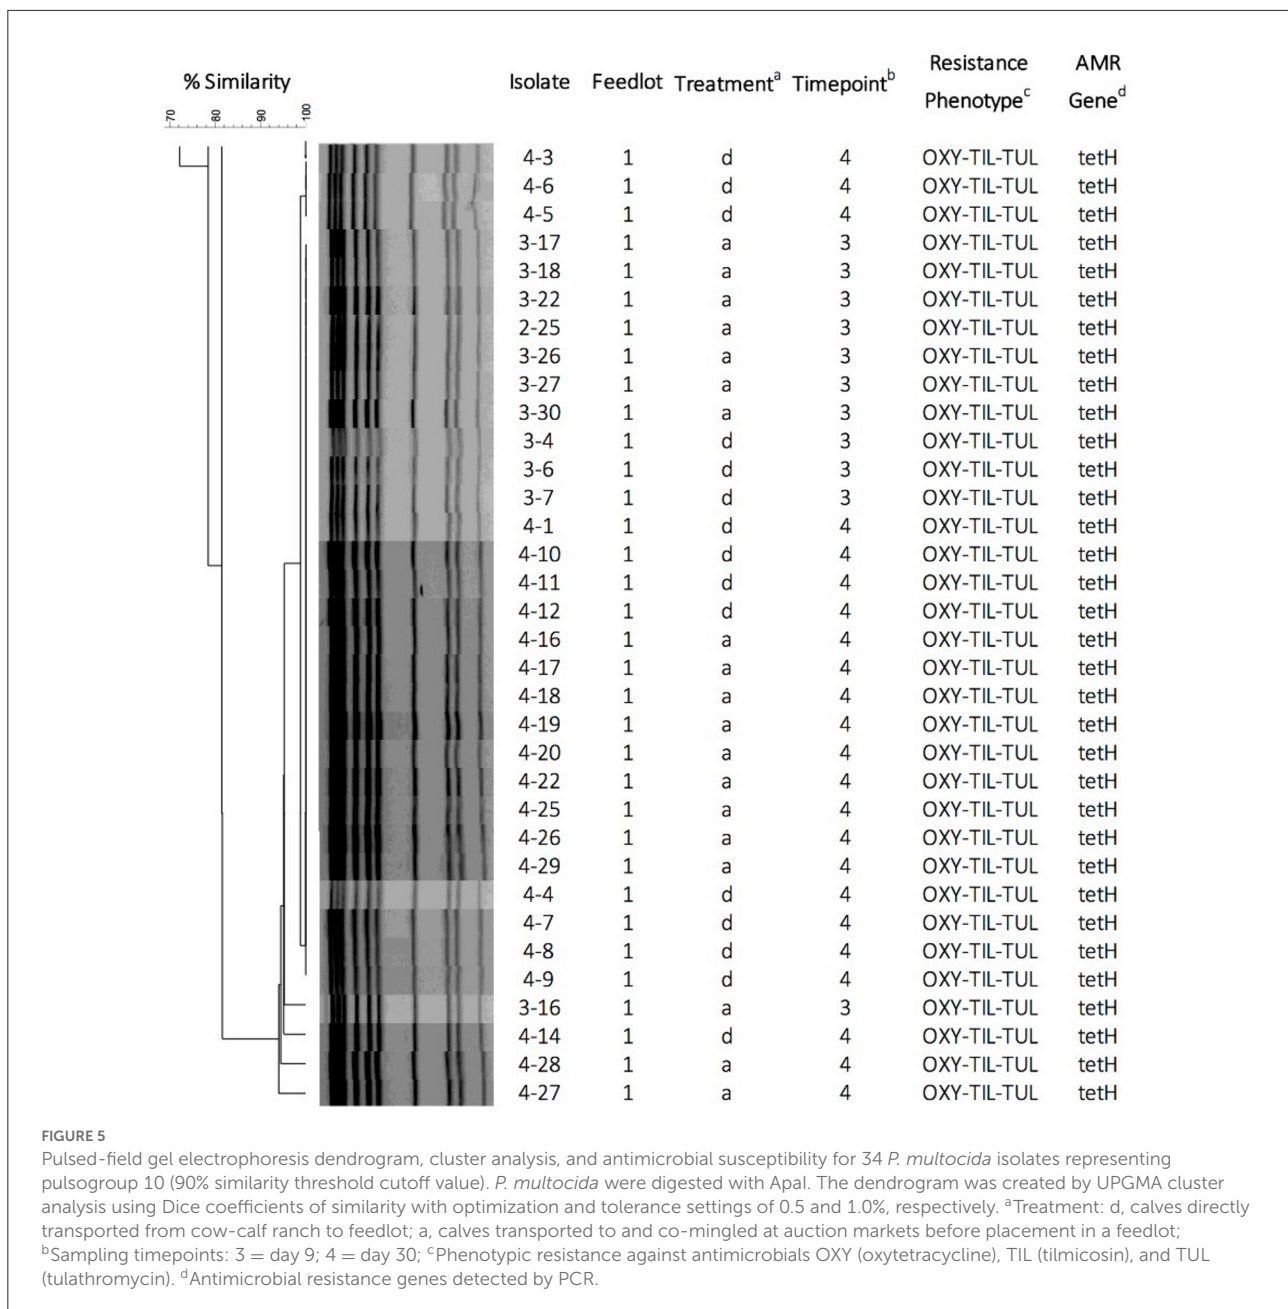 % Similarity
70 80 90 100
Isolate Feedlot Treatmentᵃ Timepointᵇ Resistance Phenotypeᶜ AMR Geneᵈ
4-3 1 d 4 OXY-TIL-TUL tetH
4-6 1 d 4 OXY-TIL-TUL tetH
4-5 1 d 4 OXY-TIL-TUL tetH
3-17 1 a 3 OXY-TIL-TUL tetH
3-18 1 a 3 OXY-TIL-TUL tetH
3-22 1 a 3 OXY-TIL-TUL tetH
2-25 1 a 3 OXY-TIL-TUL tetH
3-26 1 a 3 OXY-TIL-TUL tetH
3-27 1 a 3 OXY-TIL-TUL tetH
3-30 1 a 3 OXY-TIL-TUL tetH
3-4 1 d 3 OXY-TIL-TUL tetH
3-6 1 d 3 OXY-TIL-TUL tetH
3-7 1 d 3 OXY-TIL-TUL tetH
4-1 1 d 4 OXY-TIL-TUL tetH
4-10 1 d 4 OXY-TIL-TUL tetH
4-11 1 d 4 OXY-TIL-TUL tetH
4-12 1 d 4 OXY-TIL-TUL tetH
4-16 1 a 4 OXY-TIL-TUL tetH
4-17 1 a 4 OXY-TIL-TUL tetH
4-18 1 a 4 OXY-TIL-TUL tetH
4-19 1 a 4 OXY-TIL-TUL tetH
4-20 1 a 4 OXY-TIL-TUL tetH
4-22 1 a 4 OXY-TIL-TUL tetH
4-25 1 a 4 OXY-TIL-TUL tetH
4-26 1 a 4 OXY-TIL-TUL tetH
4-29 1 a 4 OXY-TIL-TUL tetH
4-4 1 d 4 OXY-TIL-TUL tetH
4-7 1 d 4 OXY-TIL-TUL tetH
4-8 1 d 4 OXY-TIL-TUL tetH
4-9 1 d 4 OXY-TIL-TUL tetH
3-16 1 a 3 OXY-TIL-TUL tetH
4-14 1 d 4 OXY-TIL-TUL tetH
4-28 1 a 4 OXY-TIL-TUL tetH
4-27 1 a 4 OXY-TIL-TUL tetH
FIGURE 5
Pulsed-field gel electrophoresis dendrogram, cluster analysis, and antimicrobial susceptibility for 34 P. multocida isolates representing
pulsogroup 10 (90% similarity threshold cutoff value). P. multocida were digested with ApaI. The dendrogram was created by UPGMA cluster
analysis using Dice coefficients of similarity with optimization and tolerance settings of 0.5 and 1.0%, respectively. ᵃTreatment: d, calves directly
transported from cow-calf ranch to feedlot; a, calves transported to and co-mingled at auction markets before placement in a feedlot;
ᵇSampling timepoints: 3 = day 9; 4 = day 30; ᶜPhenotypic resistance against antimicrobials OXY (oxytetracycline), TIL (tilmicosin), and TUL
(tulathromycin). ᵈAntimicrobial resistance genes detected by PCR.